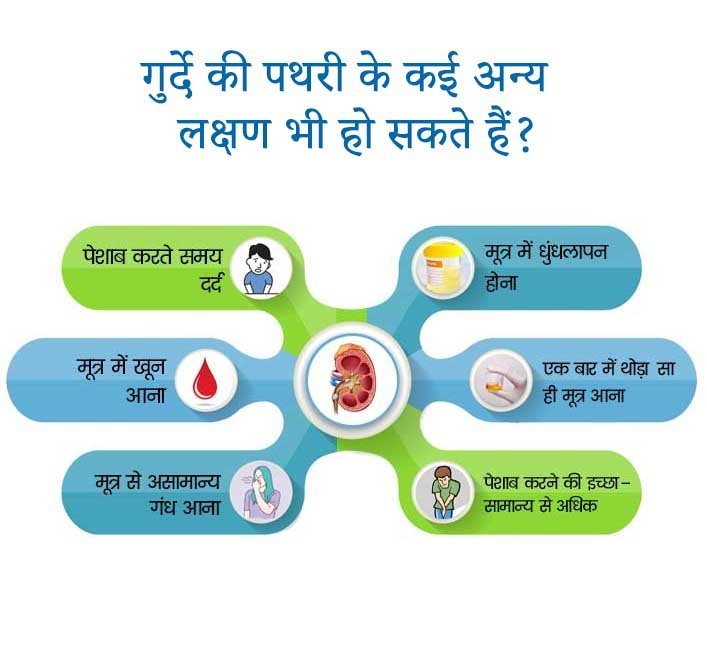 गुर्दे की पथरी के कई अन्य
लक्षण भी हो सकते हैं?
पेशाब करते समय
दर्द
मूत्र में धुंधलापन
होना
मूत्र में खून
आना
एक बार में थोड़ा सा
ही मूत्र आना
मूत्र से असामान्य
गंध आना
पेशाब करने की इच्छा-
सामान्य से अधिक